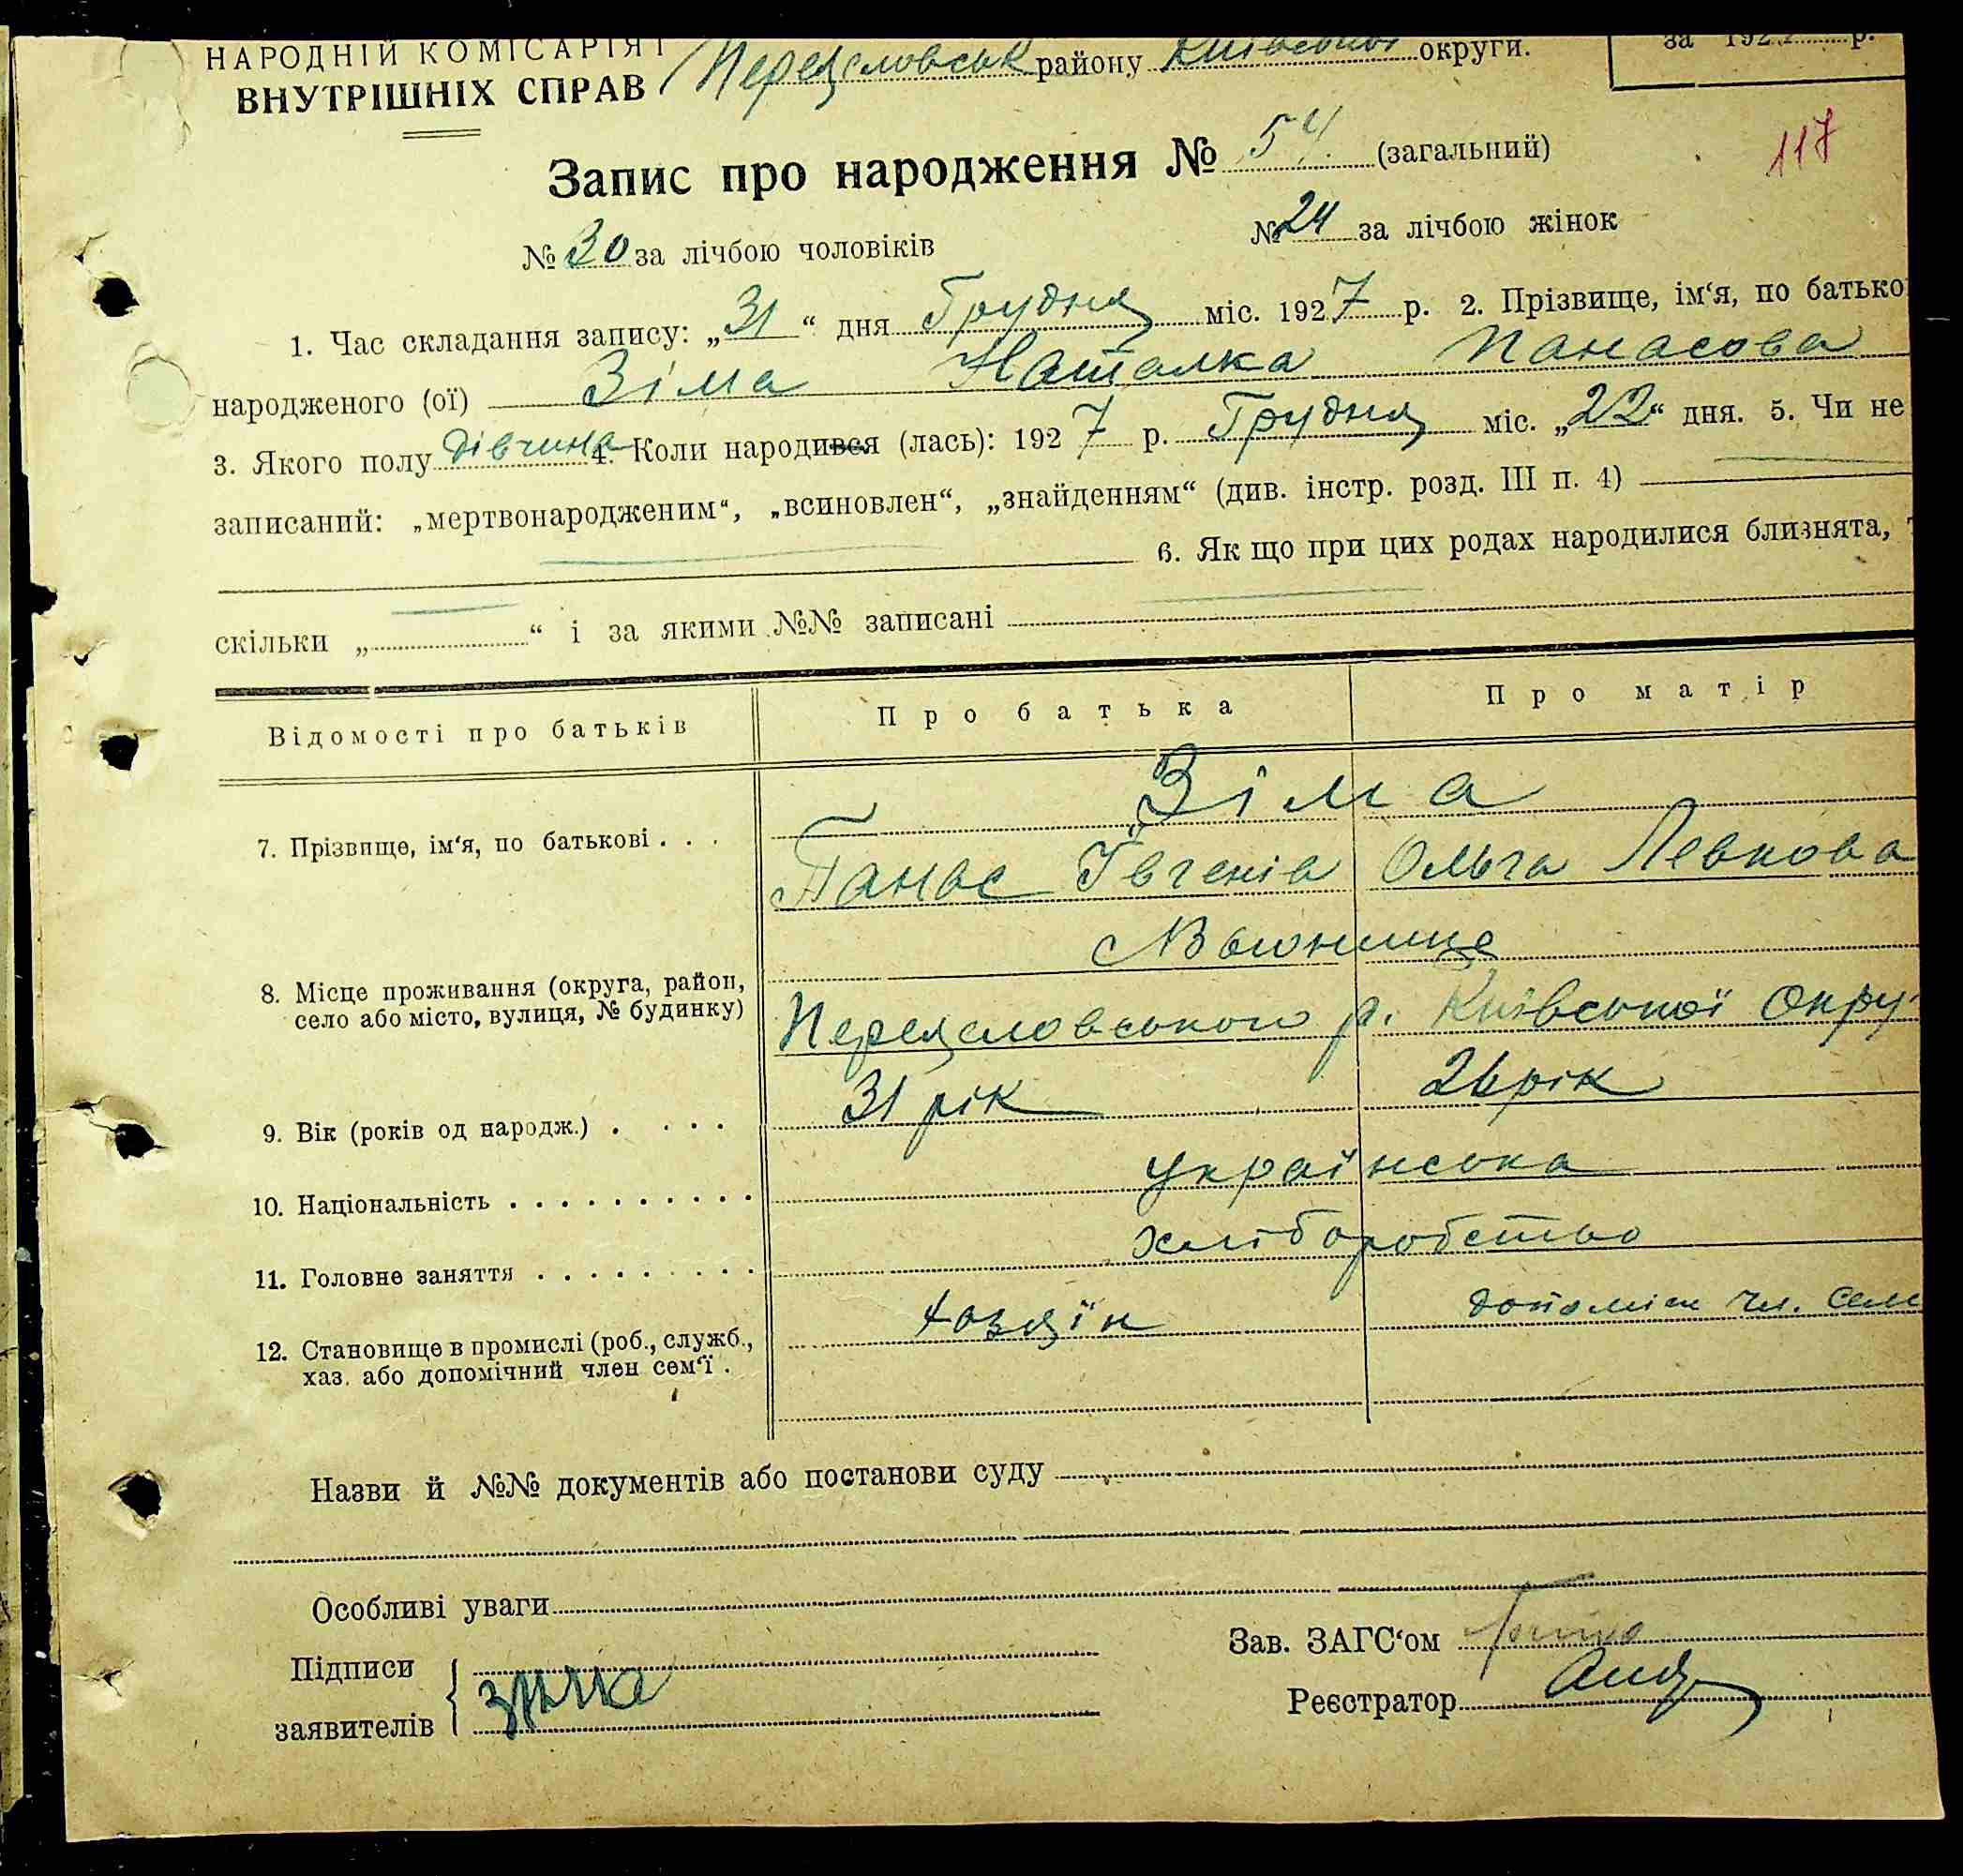 НАРОДНІЙ КОМІСАРІЯТ
ВНУТРІШНІХ СПРАВ
Переяславськ району Київської округи.
за 192 р.
117
Запис про народження № 54 (загальний)
№ 30 за лічбою чоловіків № 24 за лічбою жінок
1. Час складання запису: „31“ дня Грудня міс. 1927 р. 2. Прізвище, ім‘я, по батько
народженого (ої) Зіма Наталка Панасова
3. Якого полу дівчина 4. Коли народився (лась): 1927 р. Грудня міс. „22“ дня. 5. Чи не
записаний: „мертвонародженим“, „всиновлен“, „знайденням“ (див. інстр. розд. III п. 4)
6. Як що при цих родах народилися близнята,
скільки „ “ і за якими №№ записані
Відомості про батьків Про батька Про матір
Зіма
7. Прізвище, ім‘я, по батькові . . . Панас Івгенів Ольга Левкова
с Вюнище
8. Місце проживання (округа, район,
село або місто, вулиця, № будинку) Переяславського р. Київської Окру
9. Вік (років од народж.) . . . . 31 рік 26 рік
10. Національність . . . . . . . . . . українська
11. Головне заняття . . . . . . . . . хліборобство
12. Становище в промислі (роб., служб.,
хаз. або допомічний член сем‘ї . хозяїн допоміж чл. сем
Назви й №№ документів або постанови суду
Особливі уваги
Підписи
заявителів Зима
Зав. ЗАГС‘ом
Реєстратор